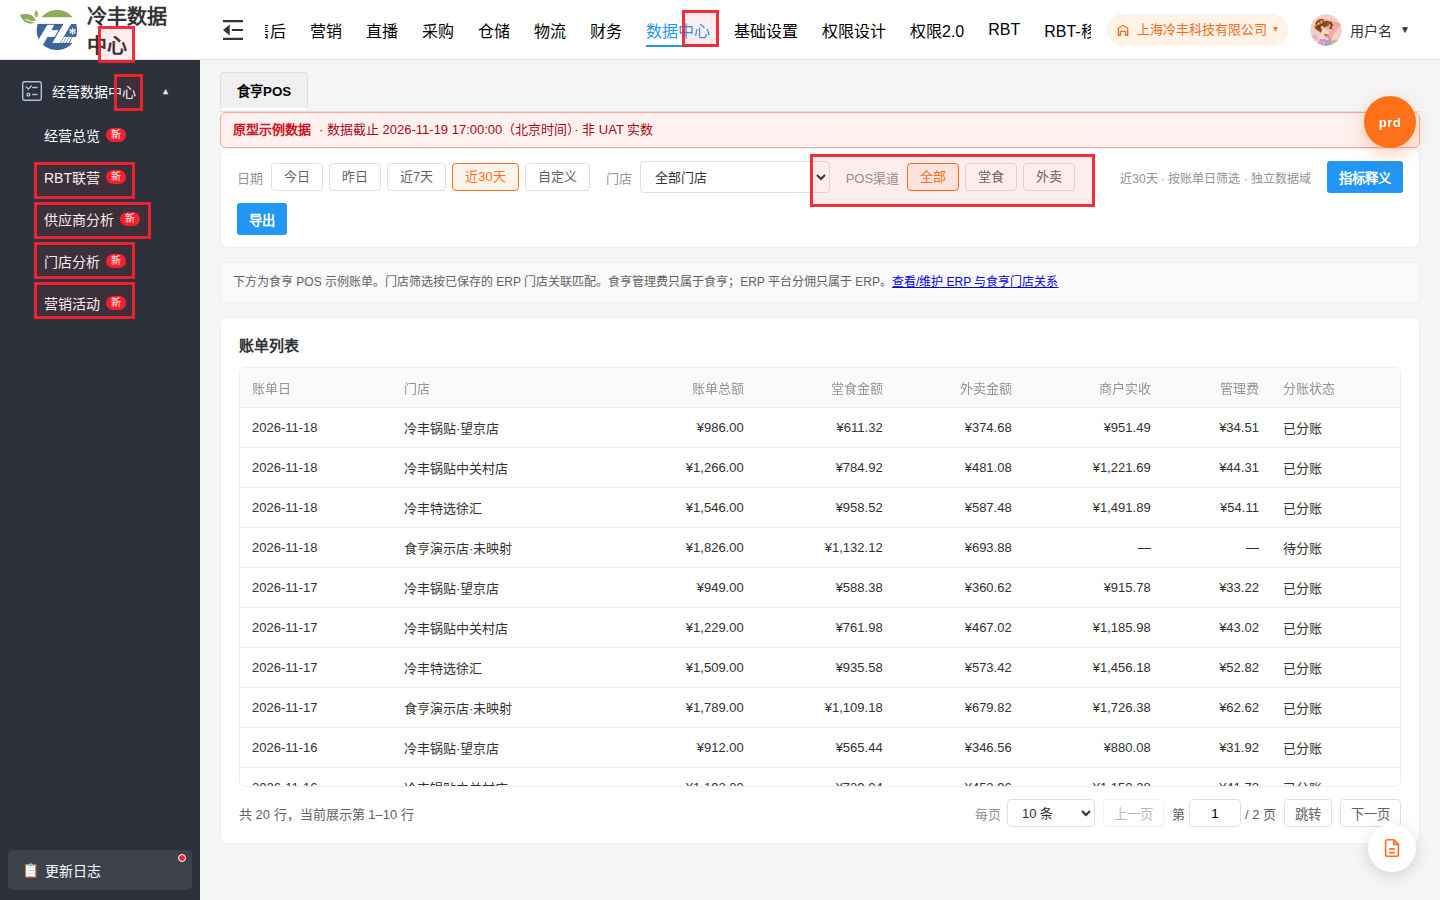 冷丰数据
中心
售后 营销 直播 采购 仓储 物流 财务 数据中心 基础设置 权限设计 权限2.0 RBT RBT-移
上海冷丰科技有限公司 ▾
用户名 ▼
经营数据中心 ▲
经营总览 新
RBT联营 新
供应商分析 新
门店分析 新
营销活动 新
更新日志
食亨POS
原型示例数据 · 数据截止 2026-11-19 17:00:00（北京时间）· 非 UAT 实数
prd
日期 今日 昨日 近7天 近30天 自定义 门店 全部门店 POS渠道 全部 堂食 外卖 近30天 · 按账单日筛选 · 独立数据域 指标释义
导出
下方为食亨 POS 示例账单。门店筛选按已保存的 ERP 门店关联匹配。食亨管理费只属于食亨；ERP 平台分佣只属于 ERP。查看/维护 ERP 与食亨门店关系
账单列表
账单日 门店 账单总额 堂食金额 外卖金额 商户实收 管理费 分账状态
2026-11-18 冷丰锅贴·望京店 ¥986.00 ¥611.32 ¥374.68 ¥951.49 ¥34.51 已分账
2026-11-18 冷丰锅贴中关村店 ¥1,266.00 ¥784.92 ¥481.08 ¥1,221.69 ¥44.31 已分账
2026-11-18 冷丰特选徐汇 ¥1,546.00 ¥958.52 ¥587.48 ¥1,491.89 ¥54.11 已分账
2026-11-18 食亨演示店·未映射 ¥1,826.00 ¥1,132.12 ¥693.88 — — 待分账
2026-11-17 冷丰锅贴·望京店 ¥949.00 ¥588.38 ¥360.62 ¥915.78 ¥33.22 已分账
2026-11-17 冷丰锅贴中关村店 ¥1,229.00 ¥761.98 ¥467.02 ¥1,185.98 ¥43.02 已分账
2026-11-17 冷丰特选徐汇 ¥1,509.00 ¥935.58 ¥573.42 ¥1,456.18 ¥52.82 已分账
2026-11-17 食亨演示店·未映射 ¥1,789.00 ¥1,109.18 ¥679.82 ¥1,726.38 ¥62.62 已分账
2026-11-16 冷丰锅贴·望京店 ¥912.00 ¥565.44 ¥346.56 ¥880.08 ¥31.92 已分账
共 20 行，当前展示第 1–10 行 每页 10 条 上一页 第 1 / 2 页 跳转 下一页